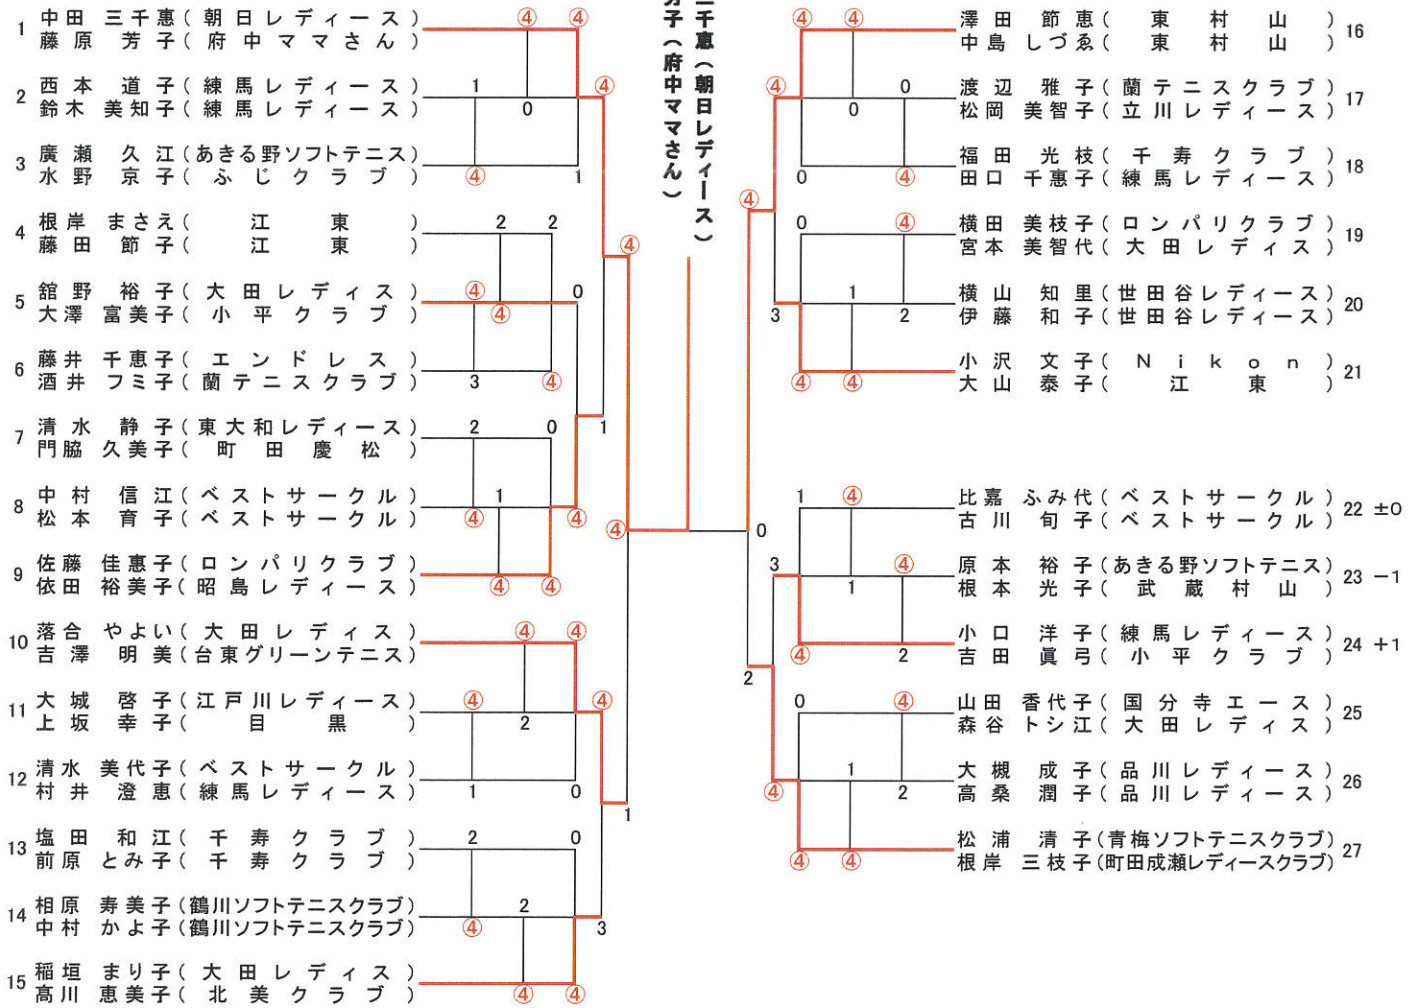 1 中田 三千恵(朝日レディース)
藤原 芳子(府中ママさん)
2 西本 道子(練馬レディース)
鈴木 美知子(練馬レディース)
3 廣瀬 久江(あきる野ソフトテニス)
水野 京子(ふじクラブ)
4 根岸 まさえ(江東)
藤田 節子(江東)
5 舘野 裕子(大田レディス)
大澤 富美子(小平クラブ)
6 藤井 千恵子(エンドレス)
酒井 フミ子(蘭テニスクラブ)
7 清水 静子(東大和レディース)
門脇 久美子(町田慶松)
8 中村 信江(ベストサークル)
松本 育子(ベストサークル)
9 佐藤 佳恵子(ロンパリクラブ)
依田 裕美子(昭島レディース)
10 落合 やよい(大田レディス)
吉澤 明美(台東グリーンテニス)
11 大城 啓子(江戸川レディース)
上坂 幸子(目黒)
12 清水 美代子(ベストサークル)
村井 澄恵(練馬レディース)
13 塩田 和江(千寿クラブ)
前原 とみ子(千寿クラブ)
14 相原 寿美子(鶴川ソフトテニスクラブ)
中村 かよ子(鶴川ソフトテニスクラブ)
15 稲垣 まり子(大田レディス)
髙川 恵美子(北美クラブ)
④ ④
1 0 ④
④ 1
2 2
④ ④ 0
3 ④
2 0
④ 1 ④
④ ④
1
④
④ ④
④ 2 ④
1 0
2 0
④ 2 3
④ ④
1
④
三千恵(朝日レディース)
子(府中ママさん)
④ ④
④ 0 0
0 ④
④
0 ④
3 1 2
④ ④
0
1 ④
3 1 ④
④ 2
2
0 ④
④ 1 2
④ ④
澤田 節恵(東村山) 16
中島 しづゑ(東村山)
渡辺 雅子(蘭テニスクラブ) 17
松岡 美智子(立川レディース)
福田 光枝(千寿クラブ) 18
田口 千惠子(練馬レディース)
横田 美枝子(ロンパリクラブ) 19
宮本 美智代(大田レディス)
横山 知里(世田谷レディース) 20
伊藤 和子(世田谷レディース)
小沢 文子(Nikon) 21
大山 泰子(江東)
比嘉 ふみ代(ベストサークル) 22 ±0
古川 旬子(ベストサークル)
原本 裕子(あきる野ソフトテニス) 23 −1
根本 光子(武蔵村山)
小口 洋子(練馬レディース) 24 +1
吉田 眞弓(小平クラブ)
山田 香代子(国分寺エース) 25
森谷 トシ江(大田レディス)
大槻 成子(品川レディース) 26
高桑 潤子(品川レディース)
松浦 清子(青梅ソフトテニスクラブ) 27
根岸 三枝子(町田成瀬レディースクラブ)